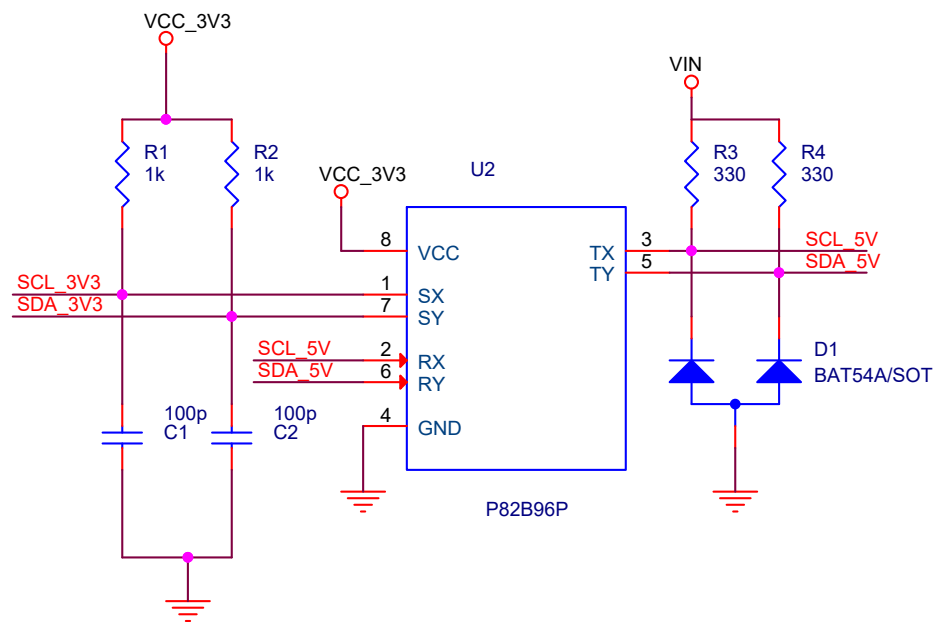 VCC_3V3
VIN
R1
1k
R2
1k
R3
330
R4
330
U2
VCC_3V3
8
VCC
TX
3
SCL_5V
TY
5
SDA_5V
SCL_3V3
1
SX
SDA_3V3
7
SY
SCL_5V
2
RX
SDA_5V
6
RY
D1
BAT54A/SOT
100p
C1
100p
C2
4
GND
P82B96P